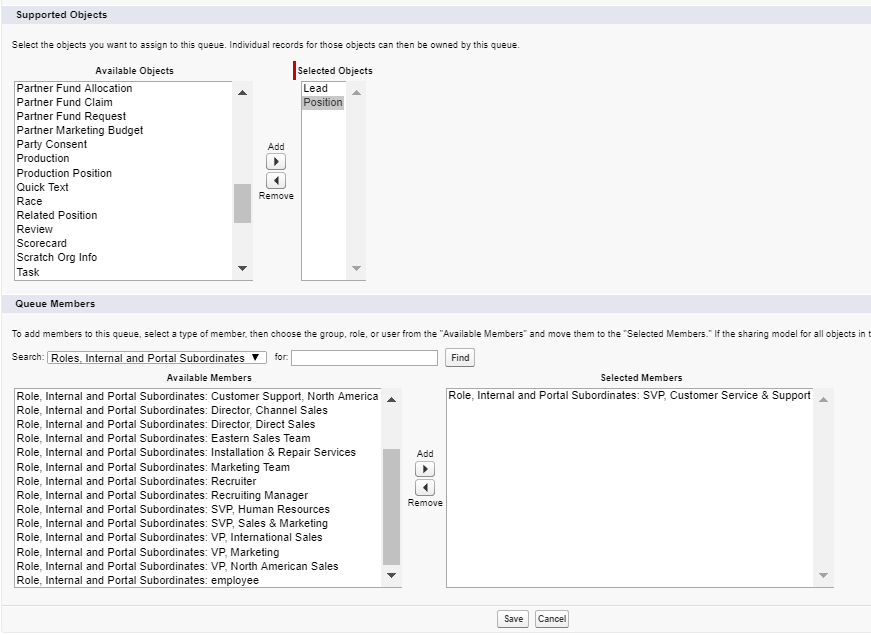 Supported Objects
Select the objects you want to assign to this queue. Individual records for those objects can then be owned by this queue.
Available Objects
Selected Objects
Partner Fund Allocation
Partner Fund Claim
Partner Fund Request
Partner Marketing Budget
Party Consent
Production
Production Position
Quick Text
Race
Related Position
Review
Scorecard
Scratch Org Info
Task
Add
Remove
Lead
Position
Queue Members
To add members to this queue, select a type of member, then choose the group, role, or user from the "Available Members" and move them to the "Selected Members." If the sharing model for all objects in t
Search: Roles, Internal and Portal Subordinates for: Find
Available Members
Selected Members
Role, Internal and Portal Subordinates: Customer Support, North America
Role, Internal and Portal Subordinates: Director, Channel Sales
Role, Internal and Portal Subordinates: Director, Direct Sales
Role, Internal and Portal Subordinates: Eastern Sales Team
Role, Internal and Portal Subordinates: Installation & Repair Services
Role, Internal and Portal Subordinates: Marketing Team
Role, Internal and Portal Subordinates: Recruiter
Role, Internal and Portal Subordinates: Recruiting Manager
Role, Internal and Portal Subordinates: SVP, Human Resources
Role, Internal and Portal Subordinates: SVP, Sales & Marketing
Role, Internal and Portal Subordinates: VP, International Sales
Role, Internal and Portal Subordinates: VP, Marketing
Role, Internal and Portal Subordinates: VP, North American Sales
Role, Internal and Portal Subordinates: employee
Add
Remove
Role, Internal and Portal Subordinates: SVP, Customer Service & Support
Save Cancel